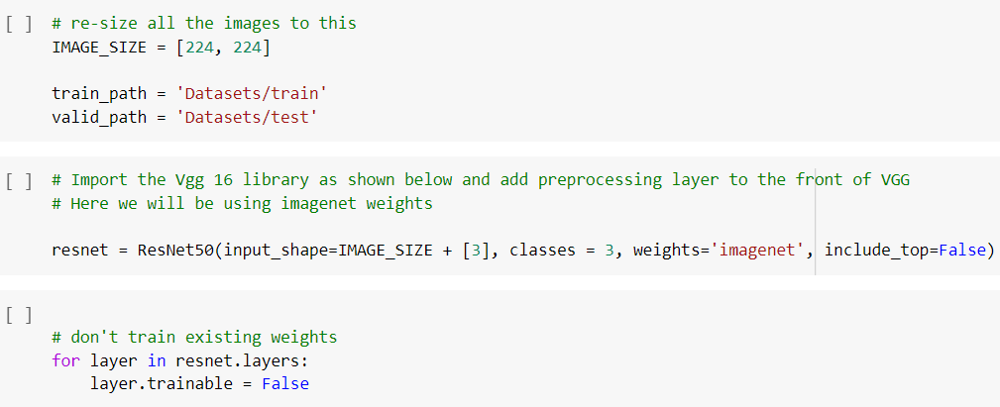 [ ] # re-size all the images to this
IMAGE_SIZE = [224, 224]
train_path = 'Datasets/train'
valid_path = 'Datasets/test'
[ ] # Import the Vgg 16 library as shown below and add preprocessing layer to the front of VGG
# Here we will be using imagenet weights
resnet = ResNet50(input_shape=IMAGE_SIZE + [3], classes = 3, weights='imagenet', include_top=False)
[ ]
# don't train existing weights
for layer in resnet.layers:
    layer.trainable = False